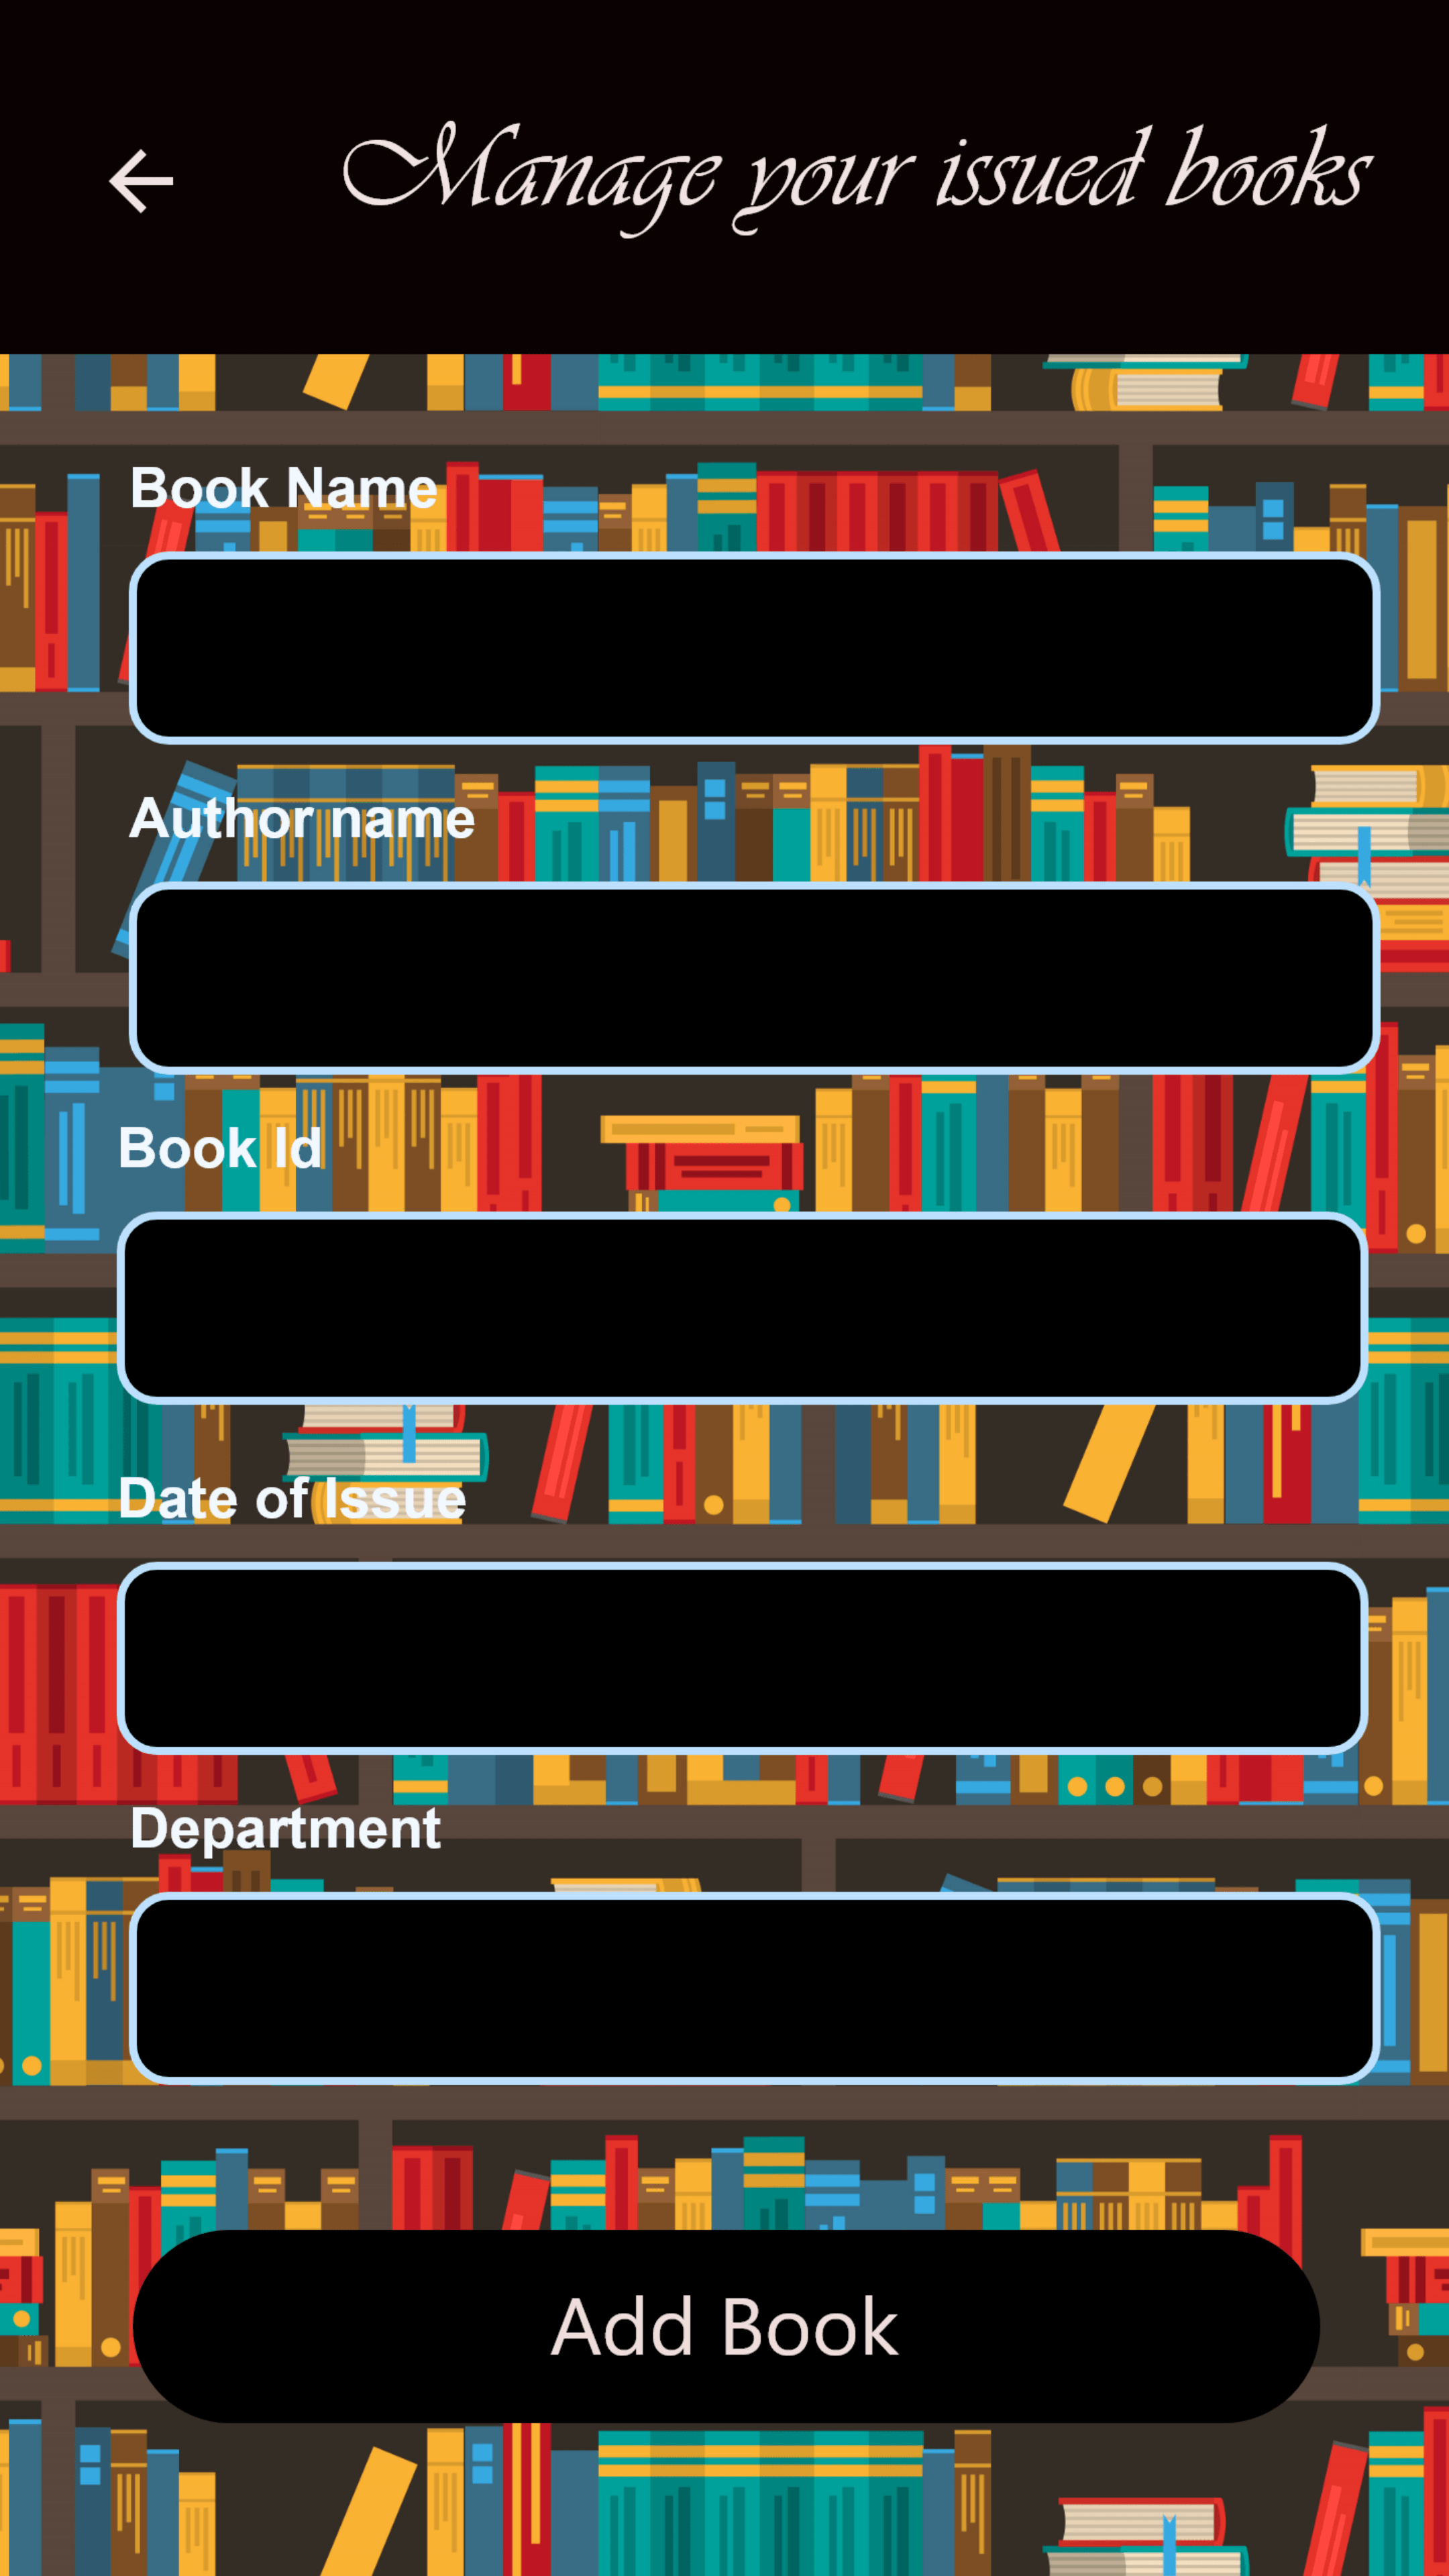 Manage your issued books
Book Name
Author name
Book Id
Date of Issue
Department
Add Book